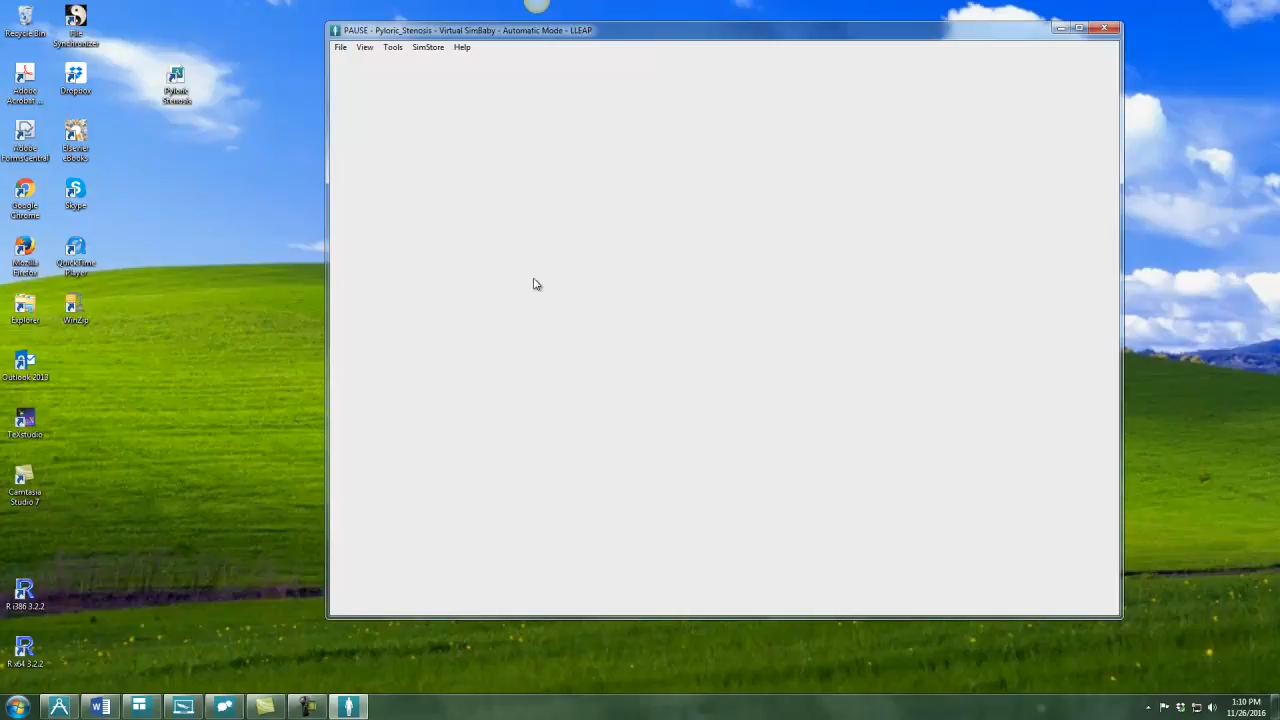 PAUSE - Pyloric_Stenosis - Virtual SimBaby - Automatic Mode - LLEAP
File View Tools SimStore Help
Recycle Bin
File
Synchronizer
Adobe
Acrobat ...
Dropbox
Pyloric
Stenosis
Adobe
FormsCentral
Elsevier
eBooks
Google
Chrome
Skype
Mozilla
Firefox
QuickTime
Player
Explorer
WinZip
Outlook 2013
TeXstudio
Camtasia
Studio 7
R i386 3.2.2
R x64 3.2.2
1:10 PM
11/26/2016